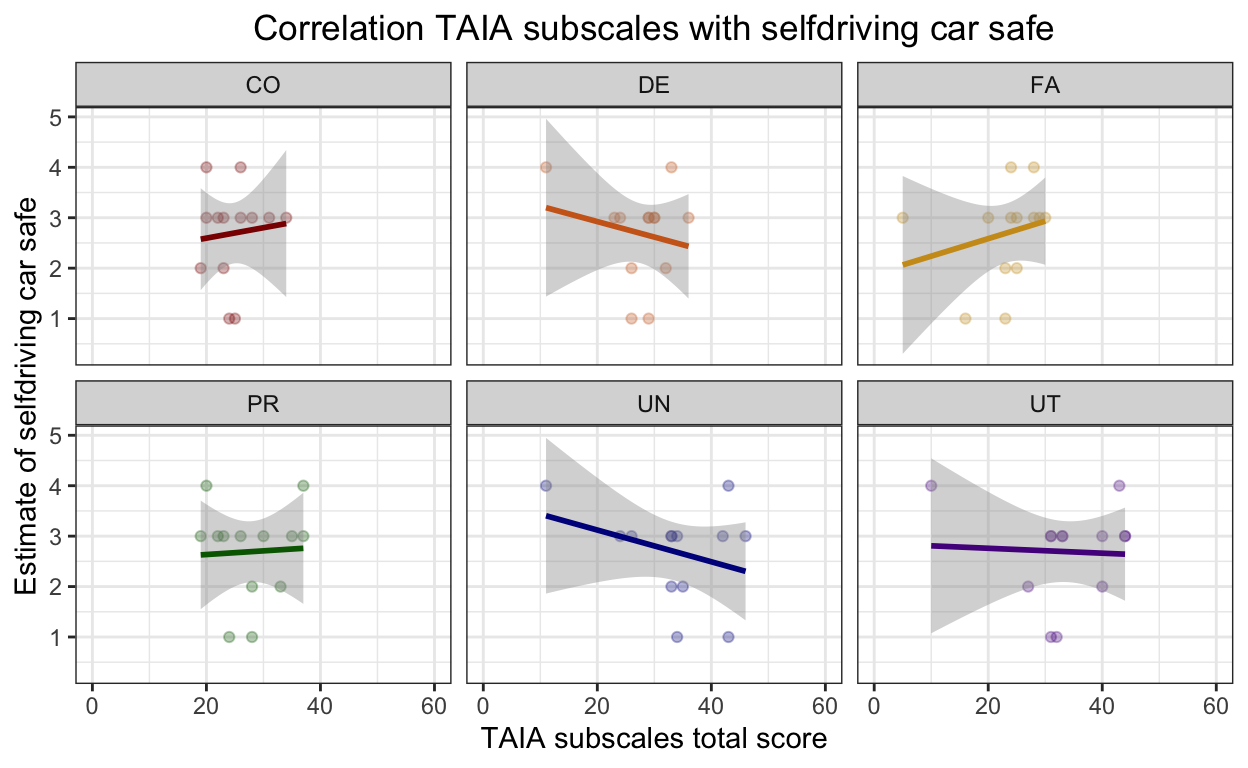 Correlation TAIA subscales with selfdriving car safe
CO DE FA
5
4
3
2
1
PR UN UT
5
4
3
2
1
0 20 40 60 0 20 40 60 0 20 40 60
TAIA subscales total score
Estimate of selfdriving car safe